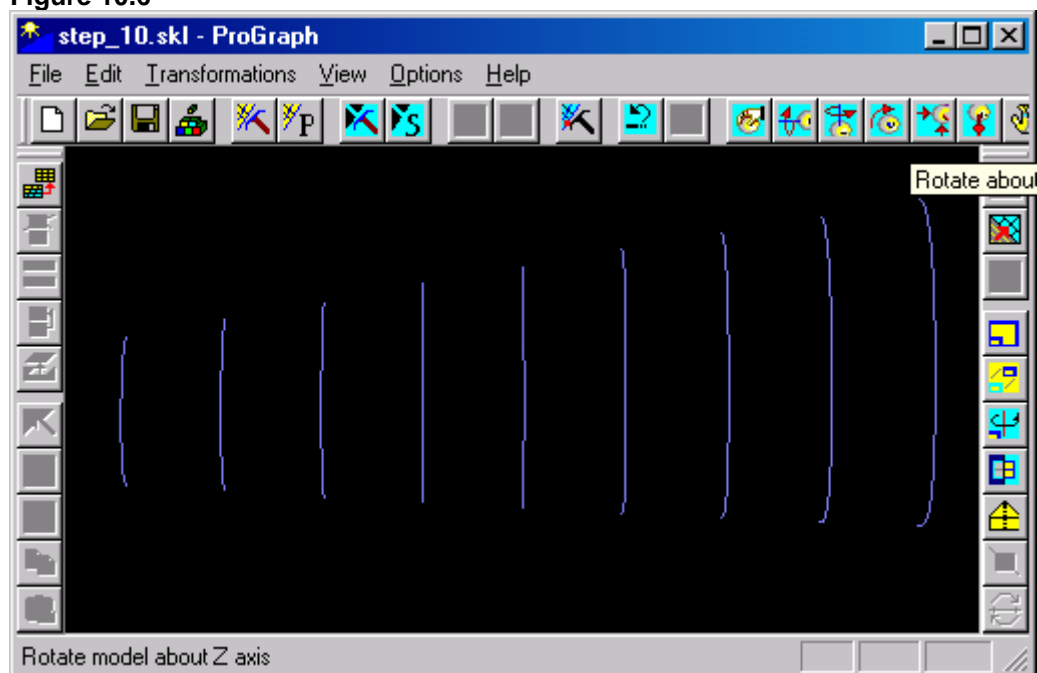 step_10.skl - ProGraph
File Edit Transformations View Options Help
P S
Rotate about
Rotate model about Z axis